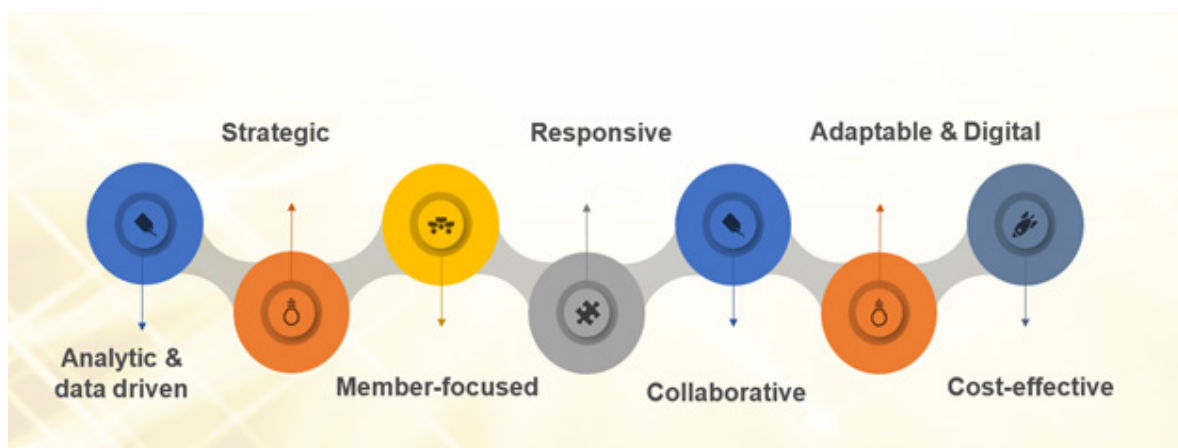 Strategic
Responsive
Adaptable & Digital
Analytic &
data driven
Member-focused
Collaborative
Cost-effective